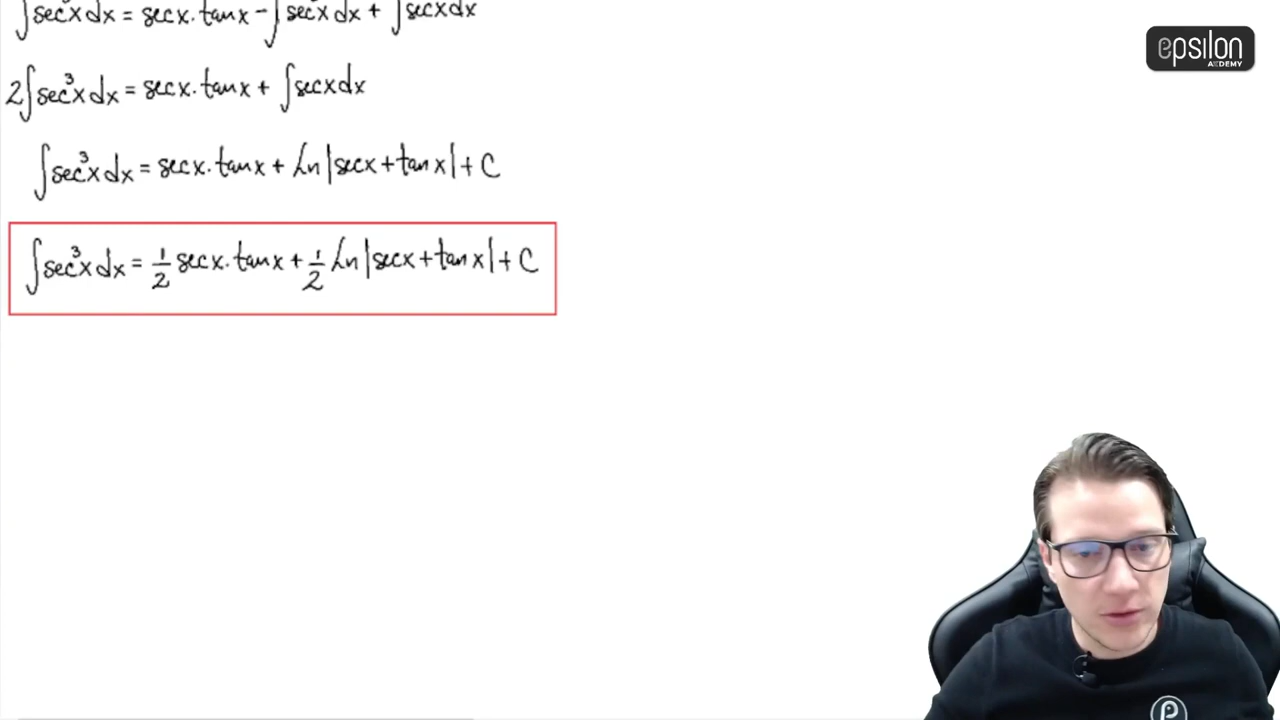 ∫sec³x dx = secx·tanx − ∫sec³x dx + ∫secx dx
2∫sec³x dx = secx·tanx + ∫secx dx
∫sec³x dx = secx·tanx + Ln|secx + tanx| + C
∫sec³x dx = 1/2 secx·tanx + 1/2 Ln|secx + tanx| + C
epsilon
ACADEMY